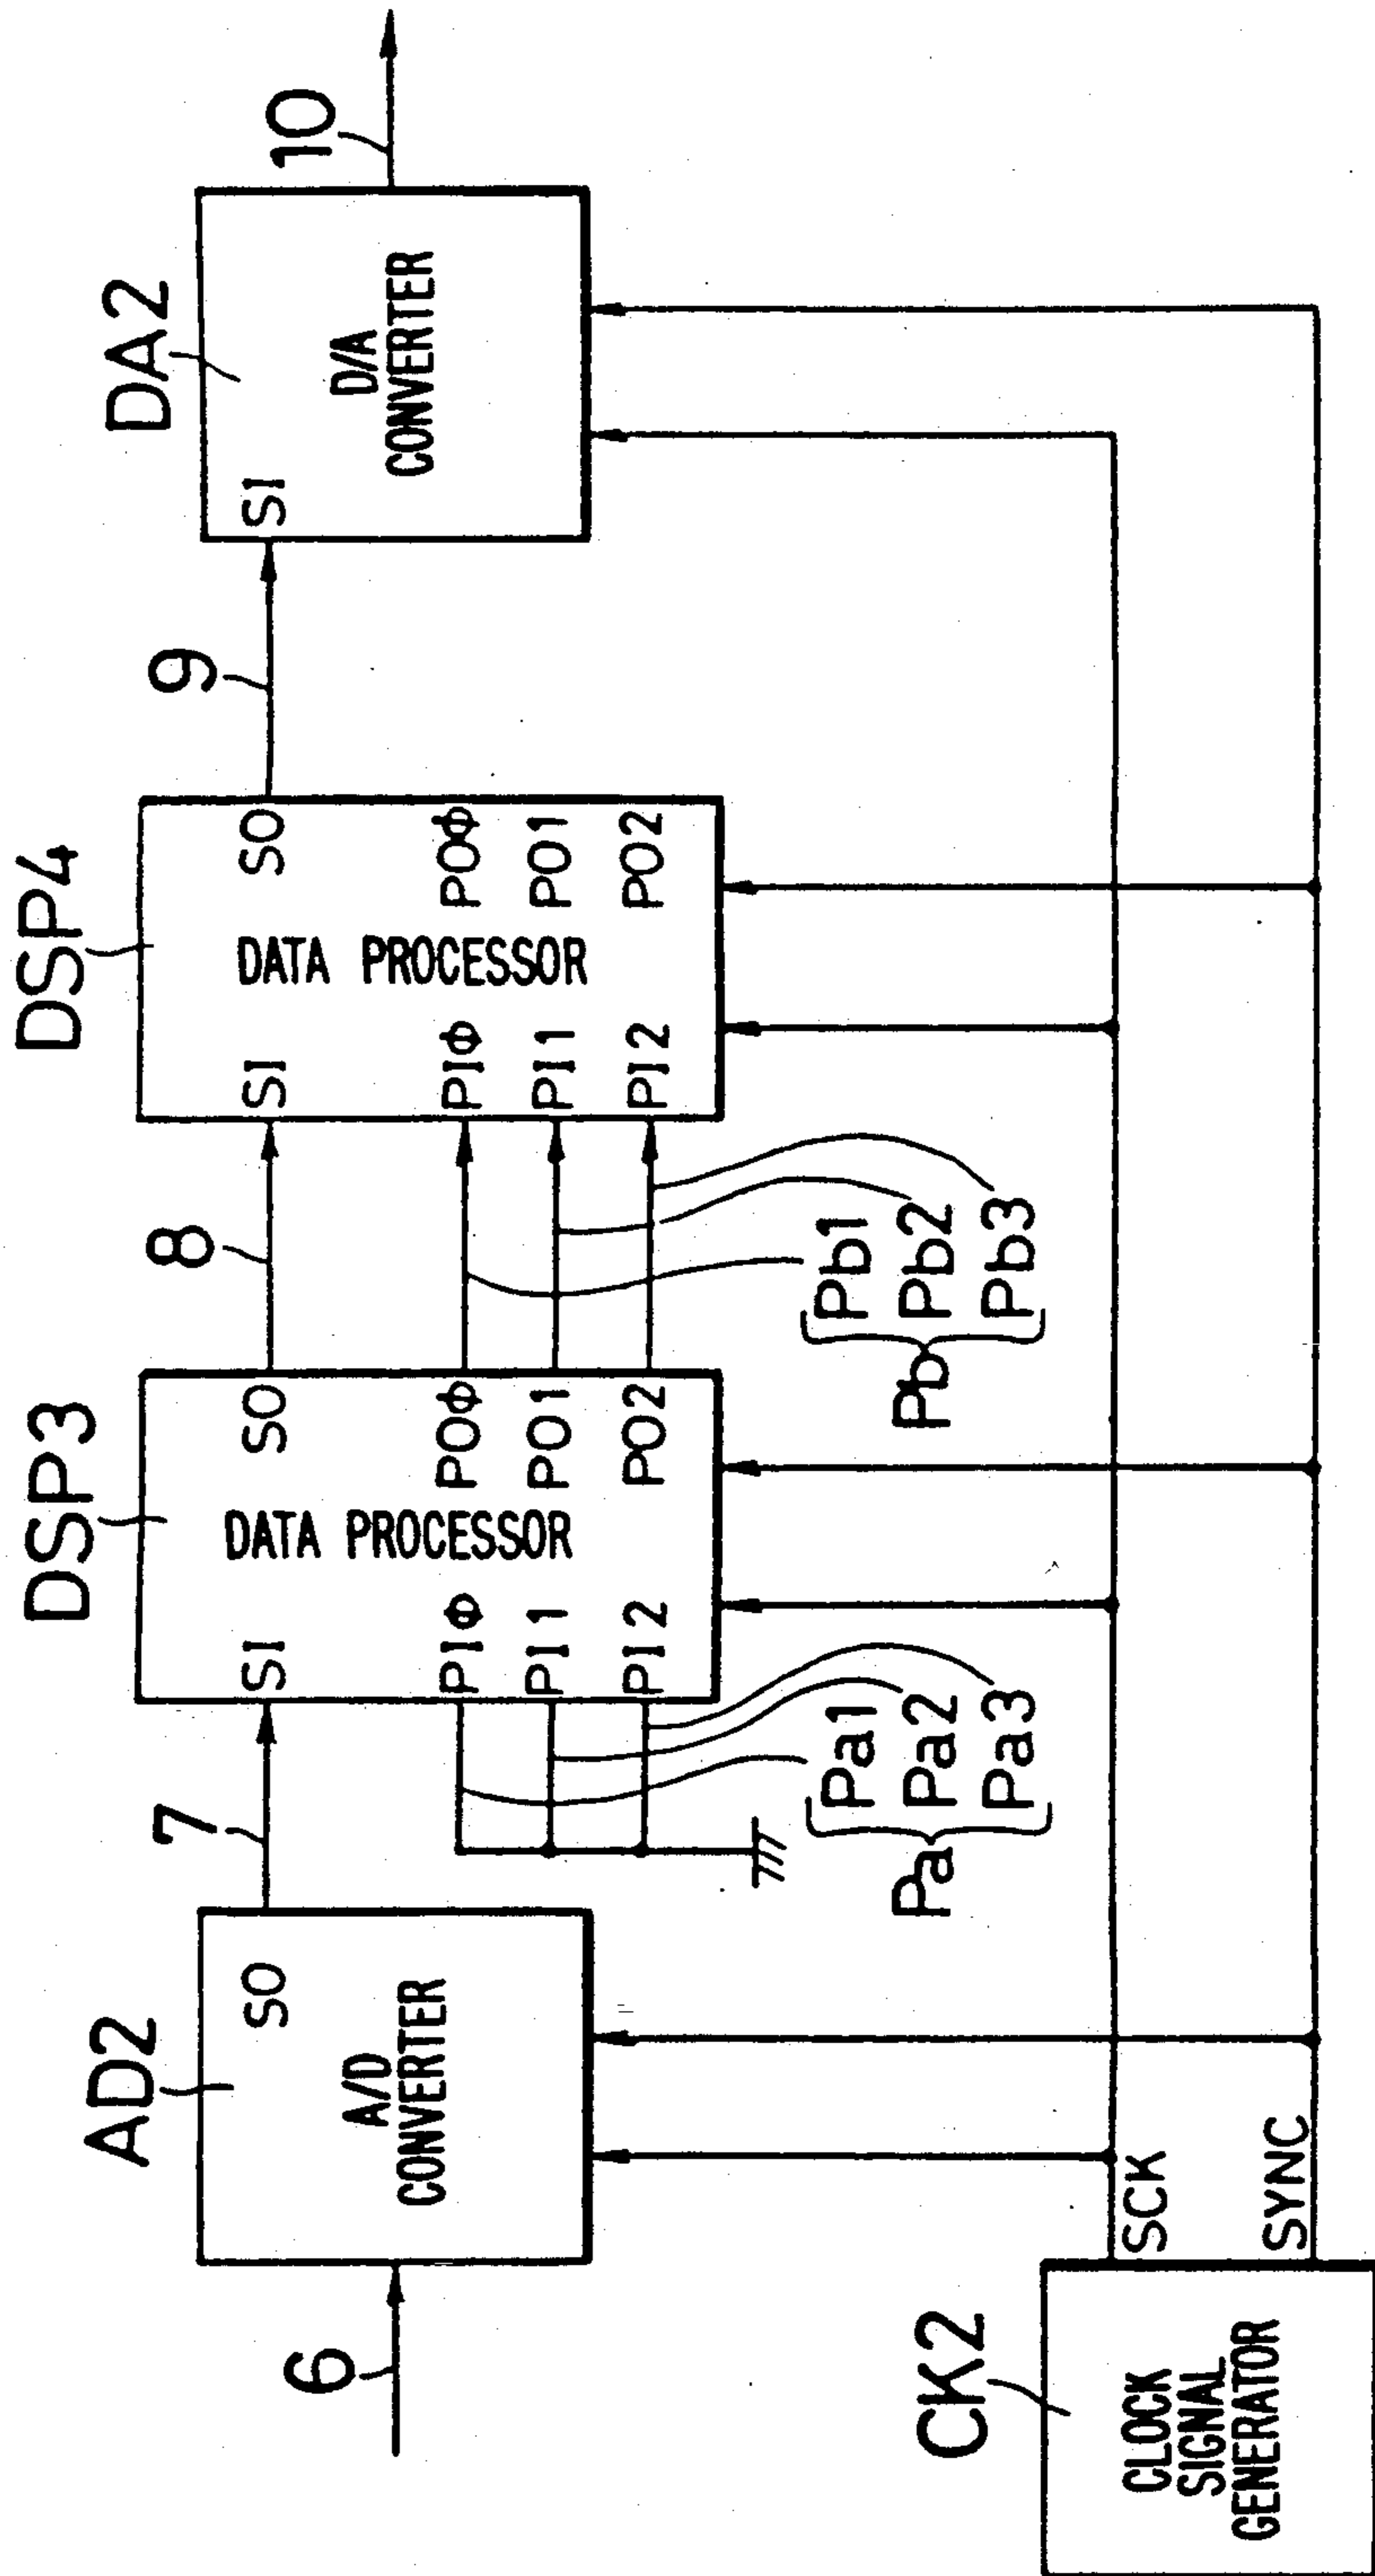 AD2
DSP3
DSP4
DA2
6
7
8
9
10
SO
A/D
CONVERTER
SI
SO
DATA PROCESSOR
PIΦ
POΦ
PI1
PO1
PI2
PO2
SI
SO
DATA PROCESSOR
PIΦ
POΦ
PI1
PO1
PI2
PO2
SI
D/A
CONVERTER
Pa
Pa1
Pa2
Pa3
Pb
Pb1
Pb2
Pb3
CK2
CLOCK
SIGNAL
GENERATOR
SCK
SYNC